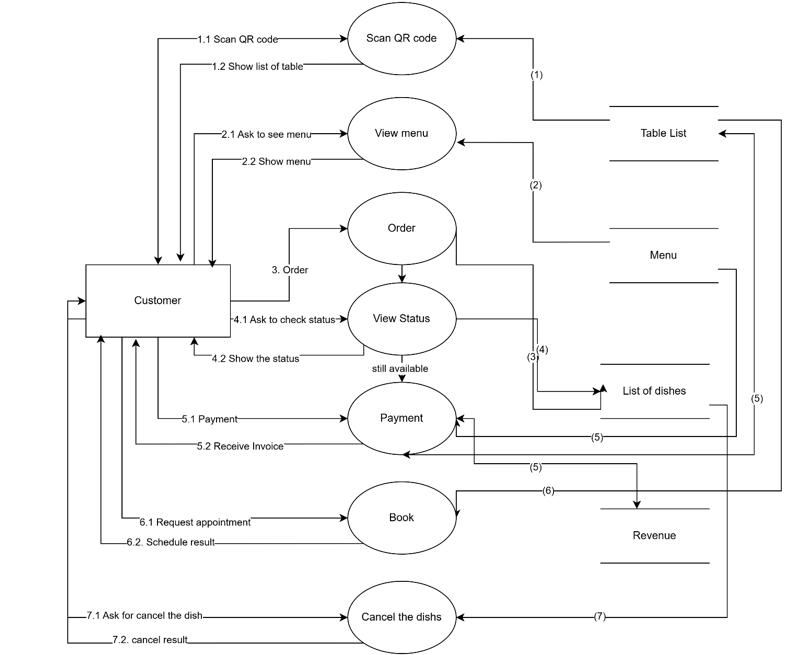 Scan QR code
1.1 Scan QR code
1.2 Show list of table
(1)
View menu
2.1 Ask to see menu
Table List
2.2 Show menu
(2)
Order
Menu
3. Order
Customer
4.1 Ask to check status
View Status
(4)
(3)
4.2 Show the status
still available
List of dishes
(5)
5.1 Payment
Payment
(5)
5.2 Receive Invoice
(5)
(6)
6.1 Request appointment
Book
Revenue
6.2. Schedule result
7.1 Ask for cancel the dish
Cancel the dishs
(7)
7.2. cancel result